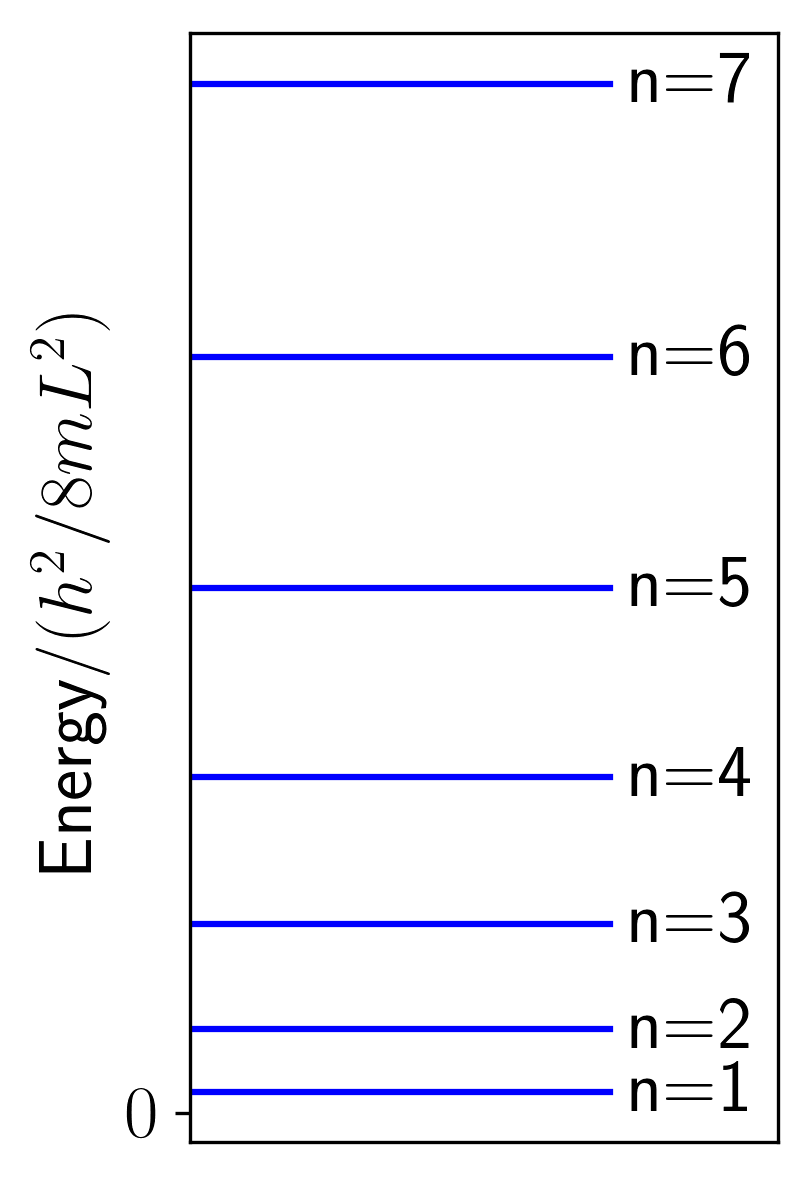 n=7
n=6
n=5
n=4
n=3
n=2
n=1
0
Energy/(h²/8mL²)